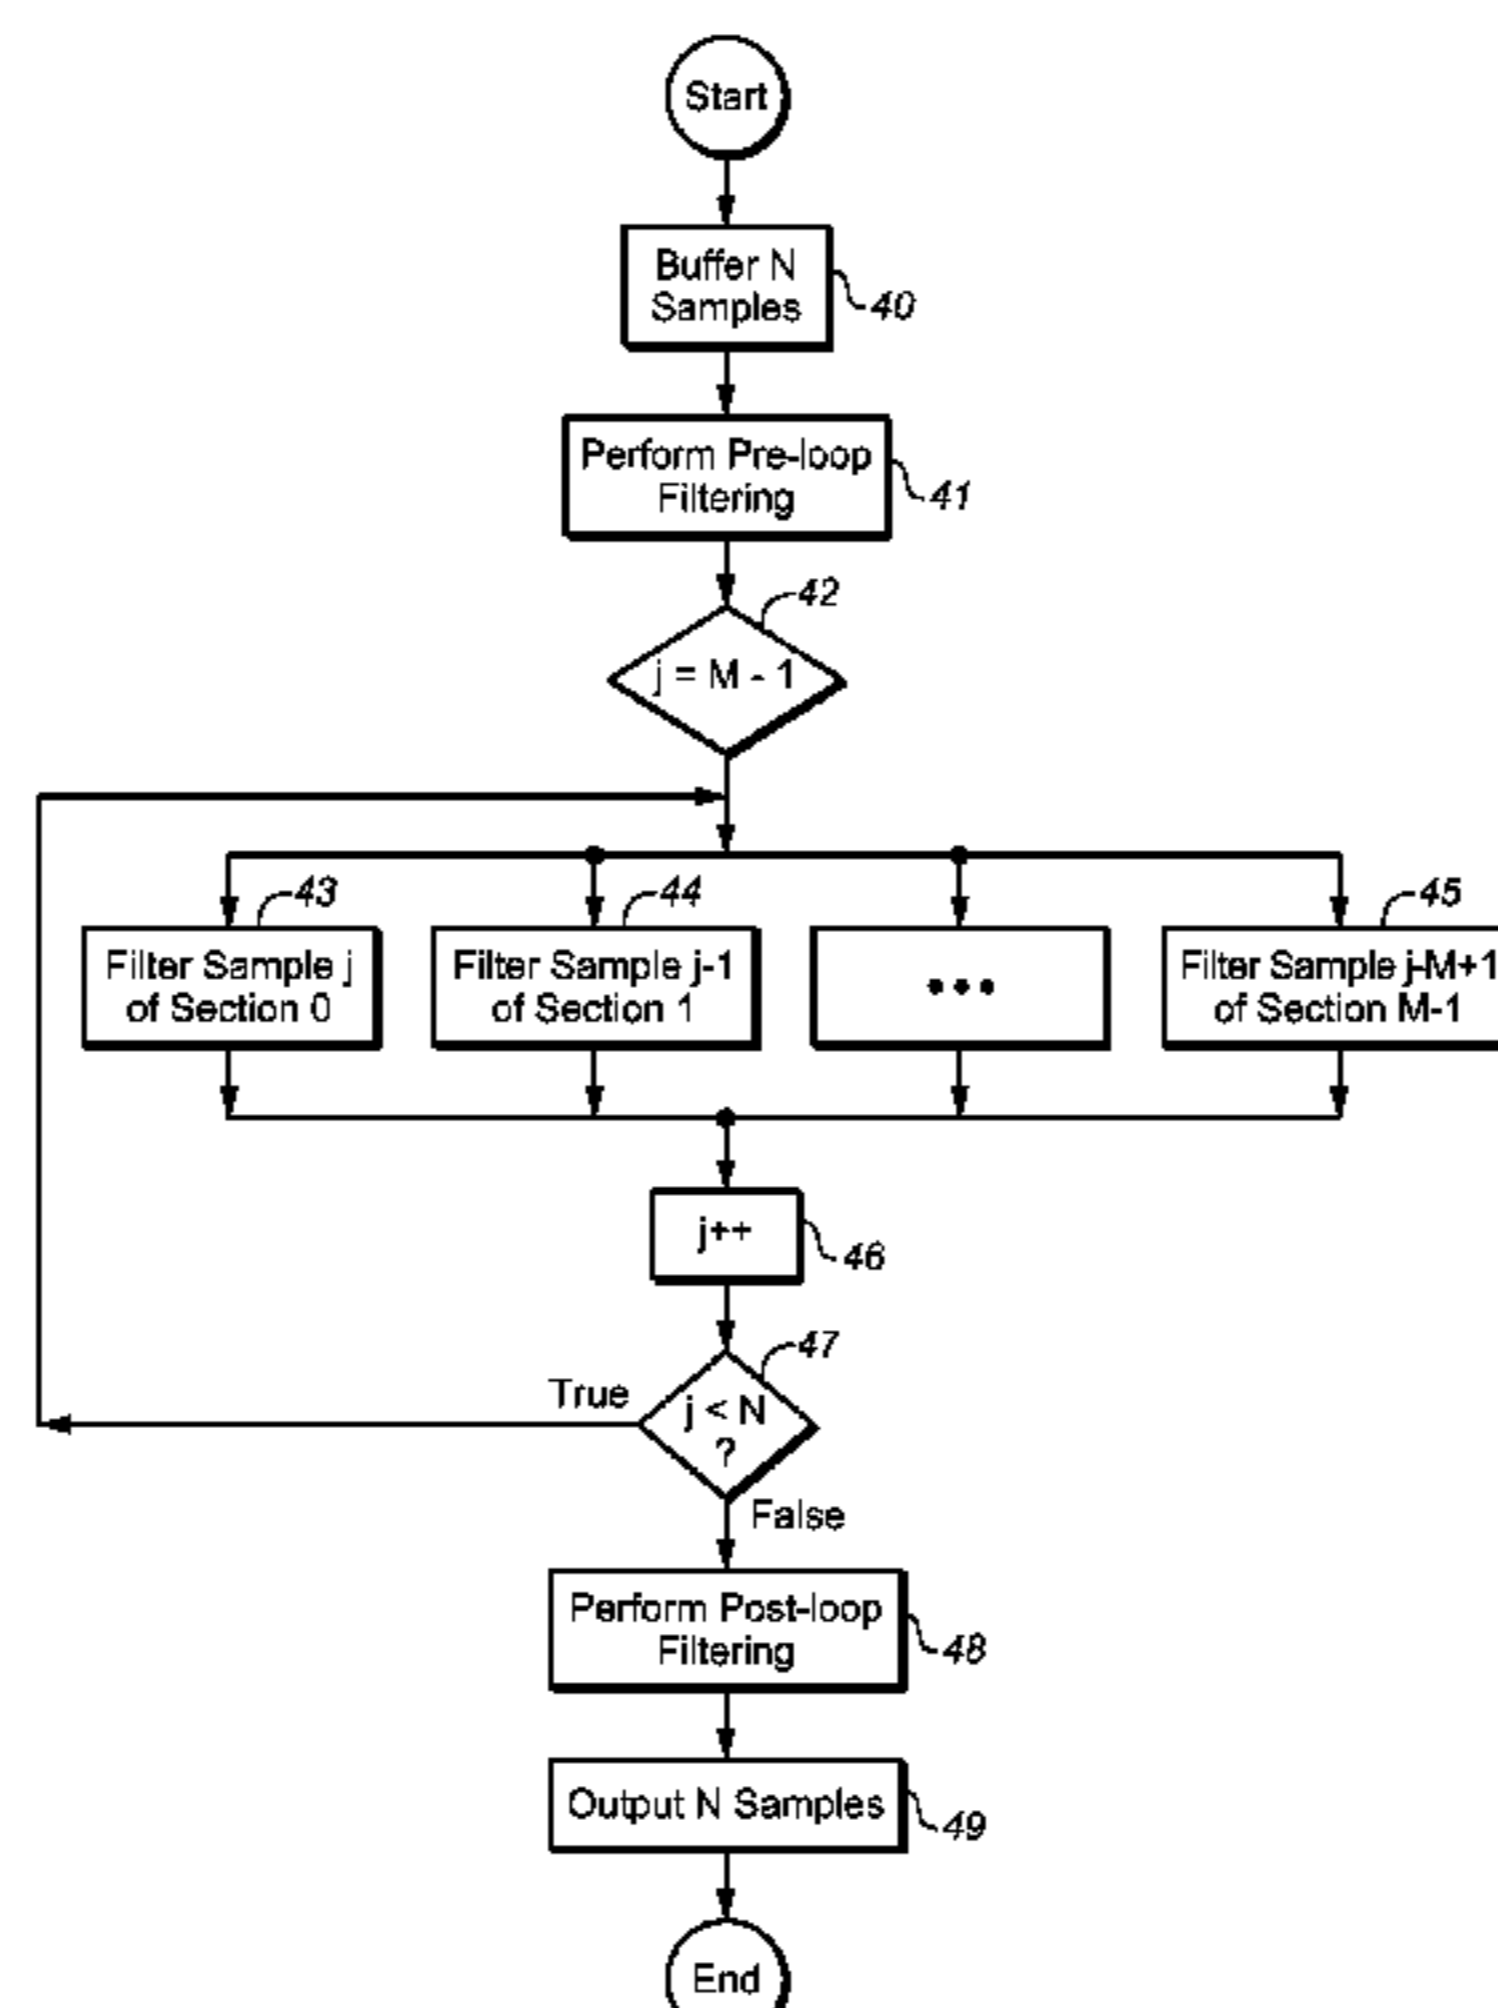 Start
Buffer N
Samples
40
Perform Pre-loop
Filtering
41
42
j = M - 1
43
44
45
Filter Sample j
of Section 0
Filter Sample j-1
of Section 1
•••
Filter Sample j-M+1
of Section M-1
j++
46
47
True
j < N
?
False
Perform Post-loop
Filtering
48
Output N Samples
49
End